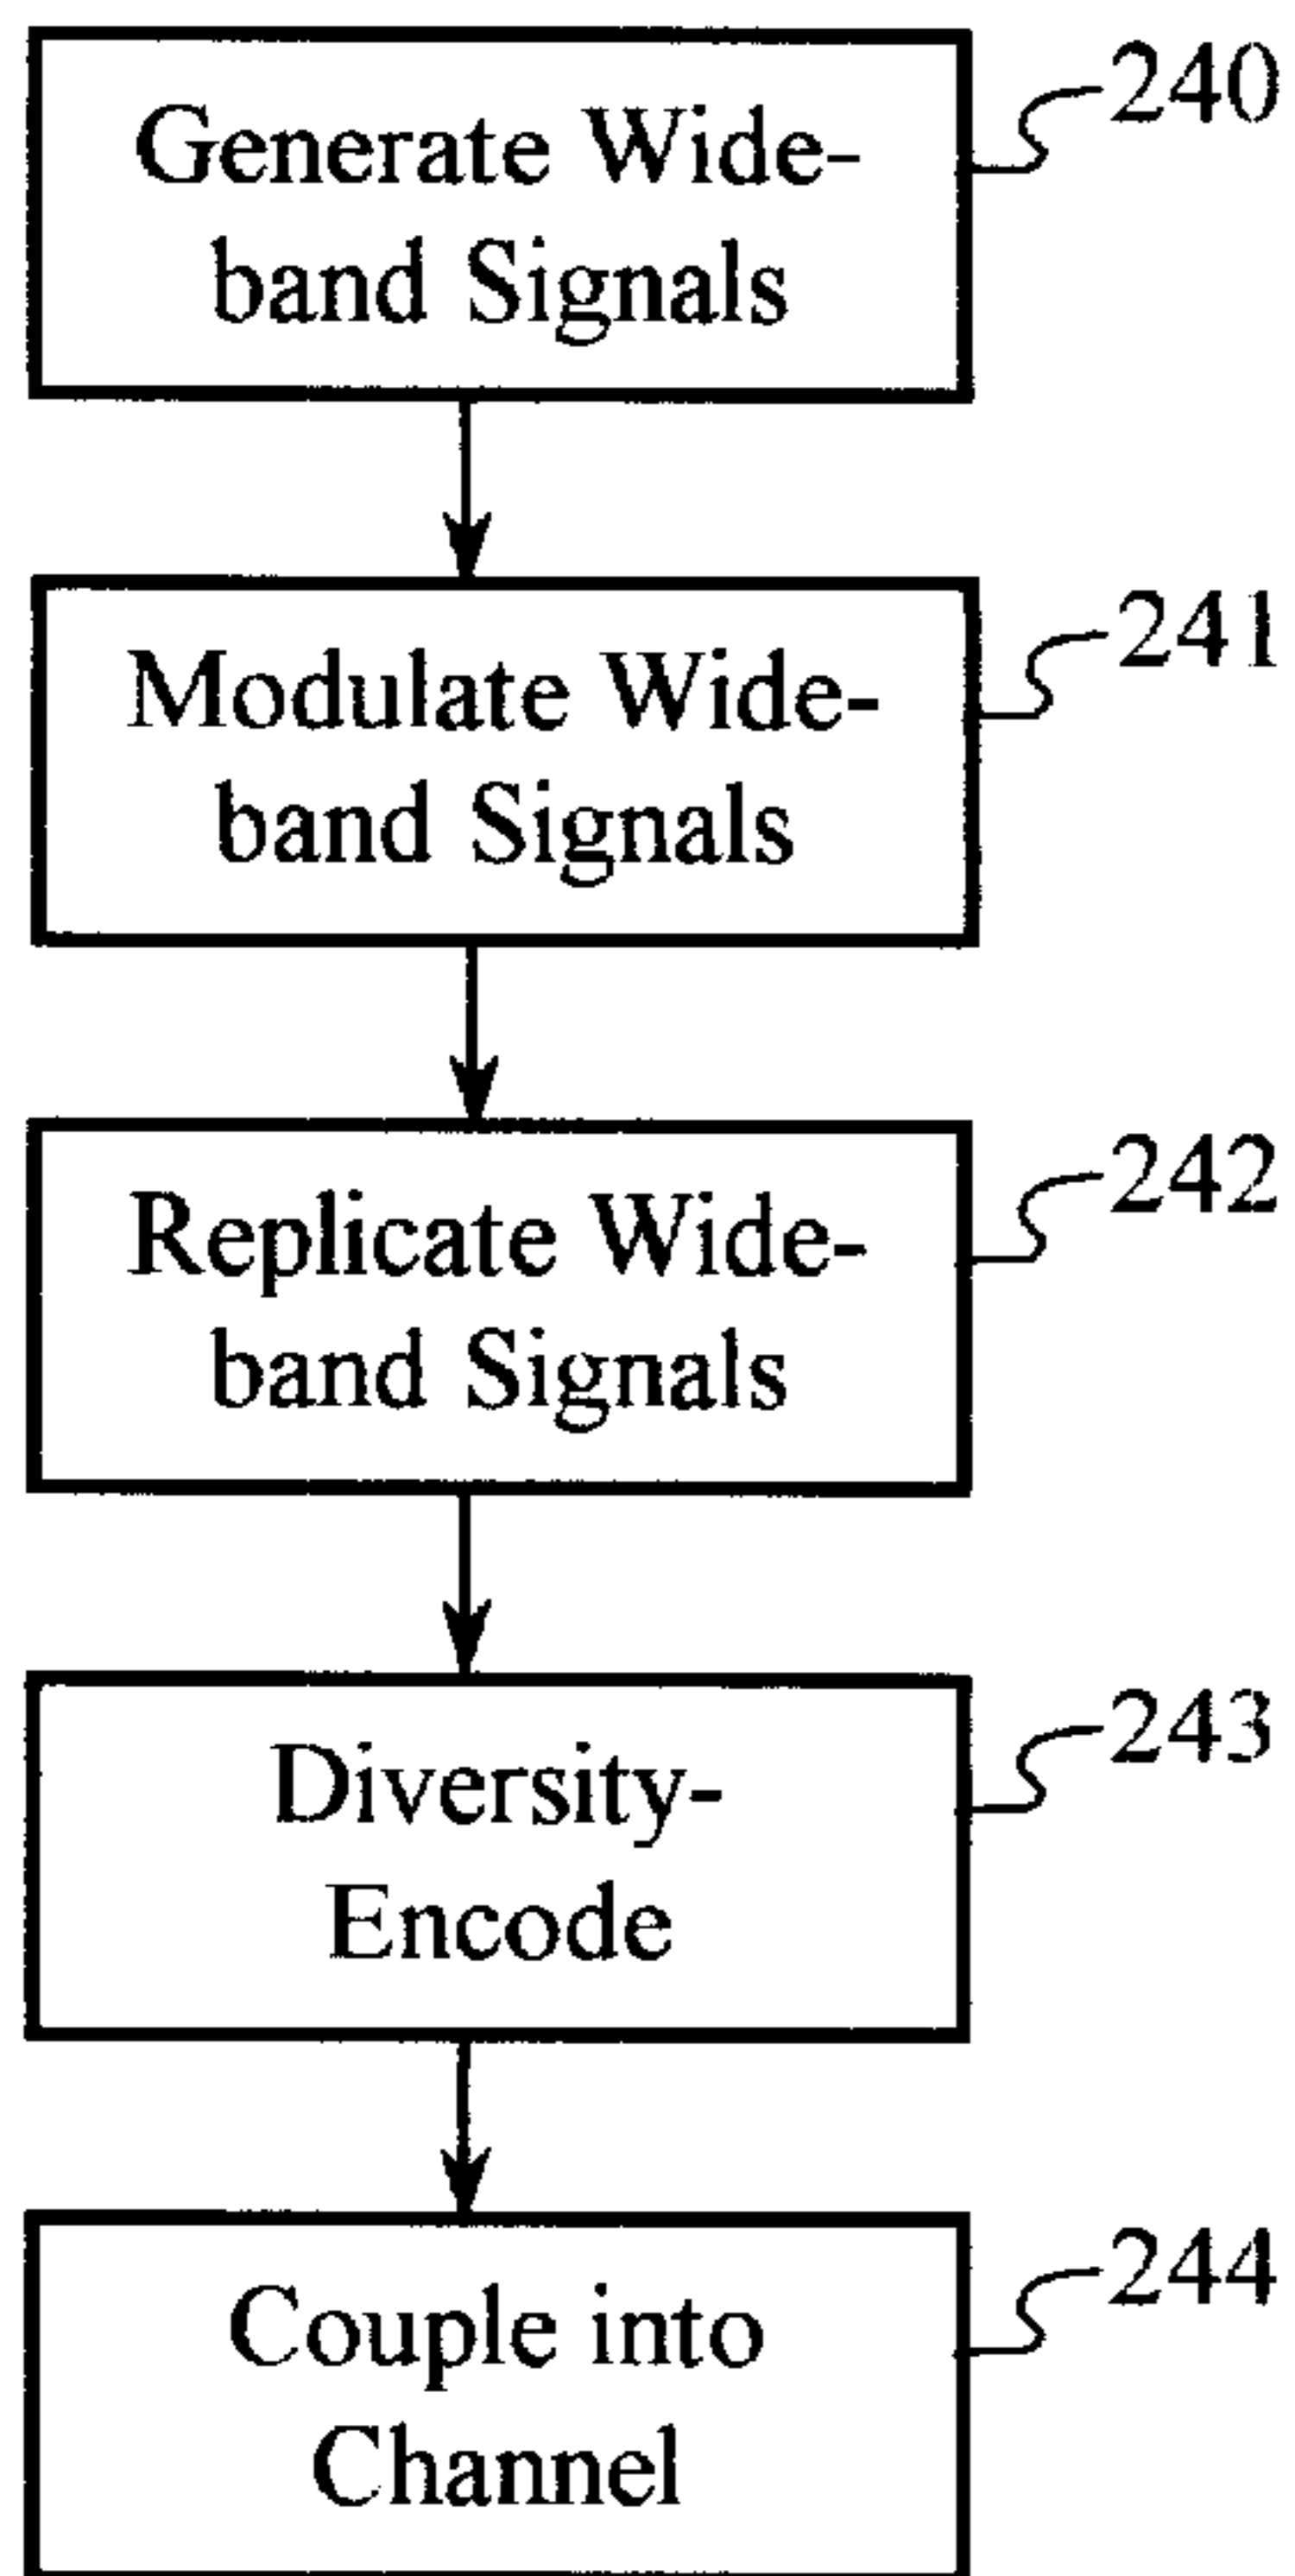 Generate Wide-
band Signals
240
Modulate Wide-
band Signals
241
Replicate Wide-
band Signals
242
Diversity-
Encode
243
Couple into
Channel
244